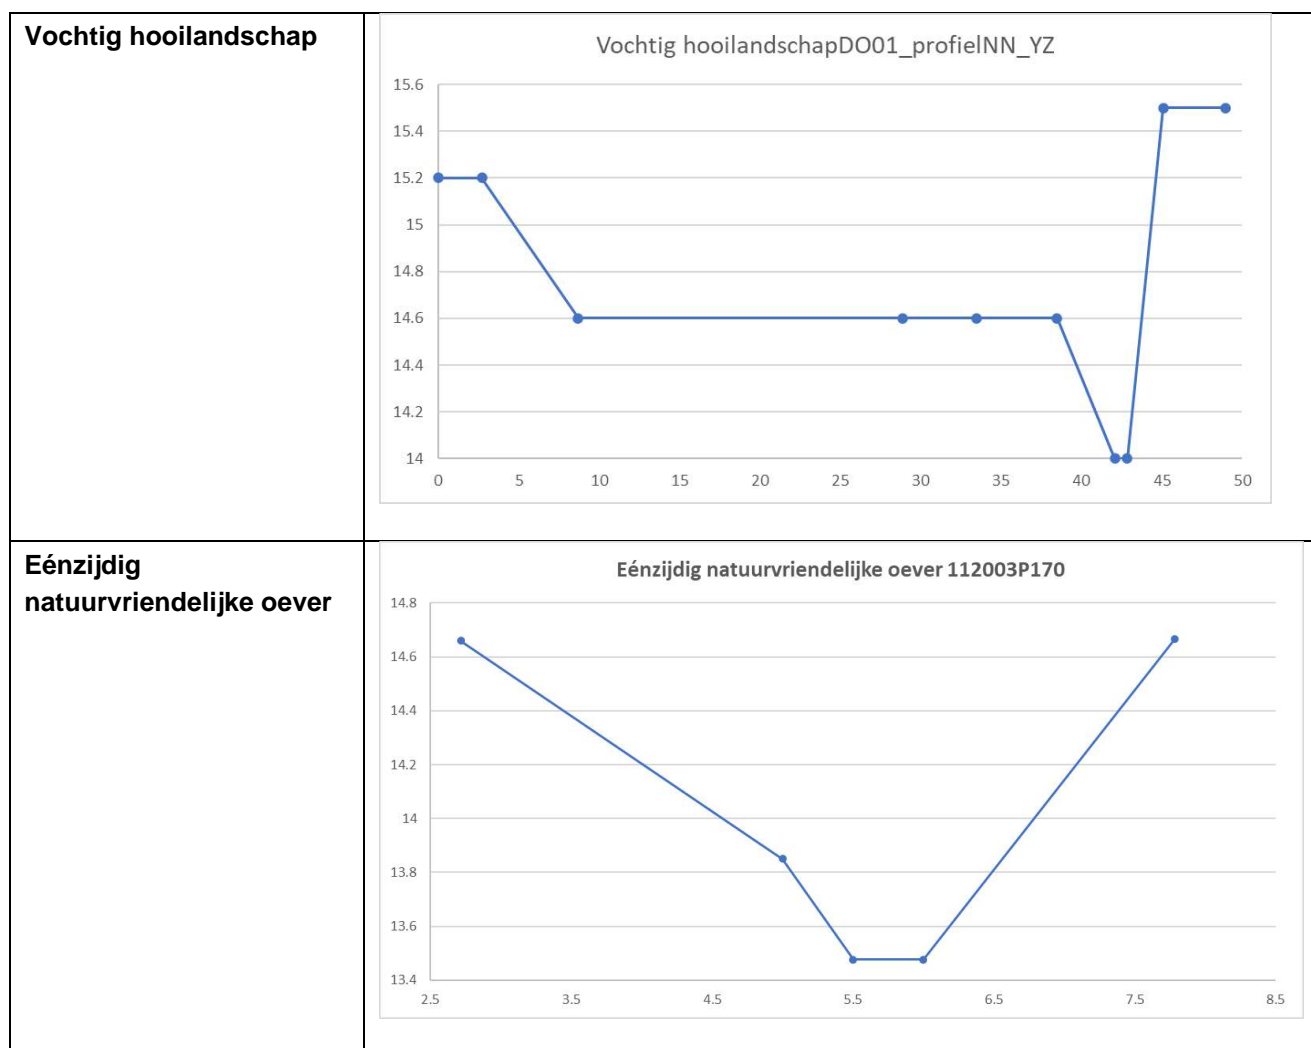 Vochtig hooilandschap
Vochtig hooilandschapDO01_profielNN_YZ
15.6
15.4
15.2
15
14.8
14.6
14.4
14.2
14
0 5 10 15 20 25 30 35 40 45 50
Eénzijdig
natuurvriendelijke oever
Eénzijdig natuurvriendelijke oever 112003P170
14.8
14.6
14.4
14.2
14
13.8
13.6
13.4
2.5 3.5 4.5 5.5 6.5 7.5 8.5